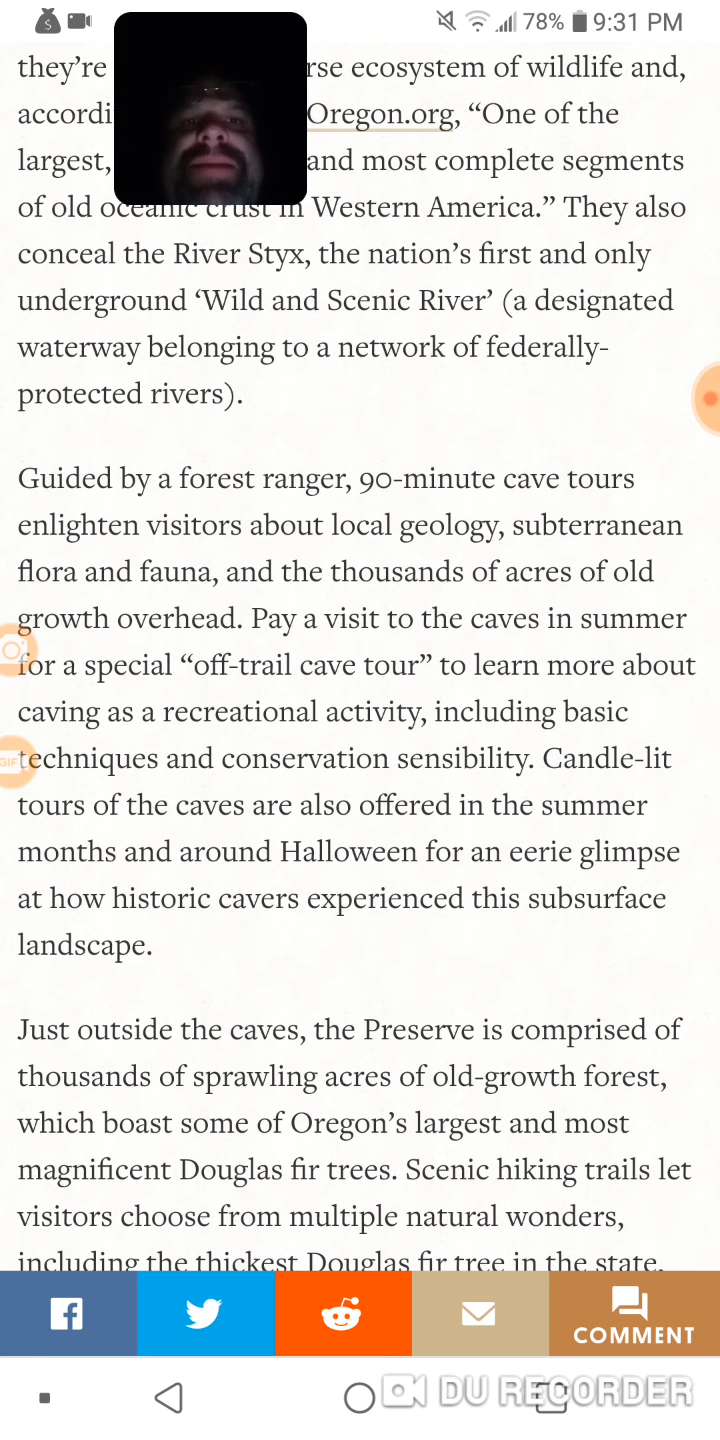 78% 9:31 PM
they're rse ecosystem of wildlife and,
accordi Oregon.org, “One of the
largest, and most complete segments
of old oceanic crust in Western America.” They also
conceal the River Styx, the nation’s first and only
underground ‘Wild and Scenic River’ (a designated
waterway belonging to a network of federally-
protected rivers).
Guided by a forest ranger, 90-minute cave tours
enlighten visitors about local geology, subterranean
flora and fauna, and the thousands of acres of old
growth overhead. Pay a visit to the caves in summer
for a special “off-trail cave tour” to learn more about
caving as a recreational activity, including basic
GIF techniques and conservation sensibility. Candle-lit
tours of the caves are also offered in the summer
months and around Halloween for an eerie glimpse
at how historic cavers experienced this subsurface
landscape.
Just outside the caves, the Preserve is comprised of
thousands of sprawling acres of old-growth forest,
which boast some of Oregon’s largest and most
magnificent Douglas fir trees. Scenic hiking trails let
visitors choose from multiple natural wonders,
including the thickest Douglas fir tree in the state.
COMMENT
DU RECORDER